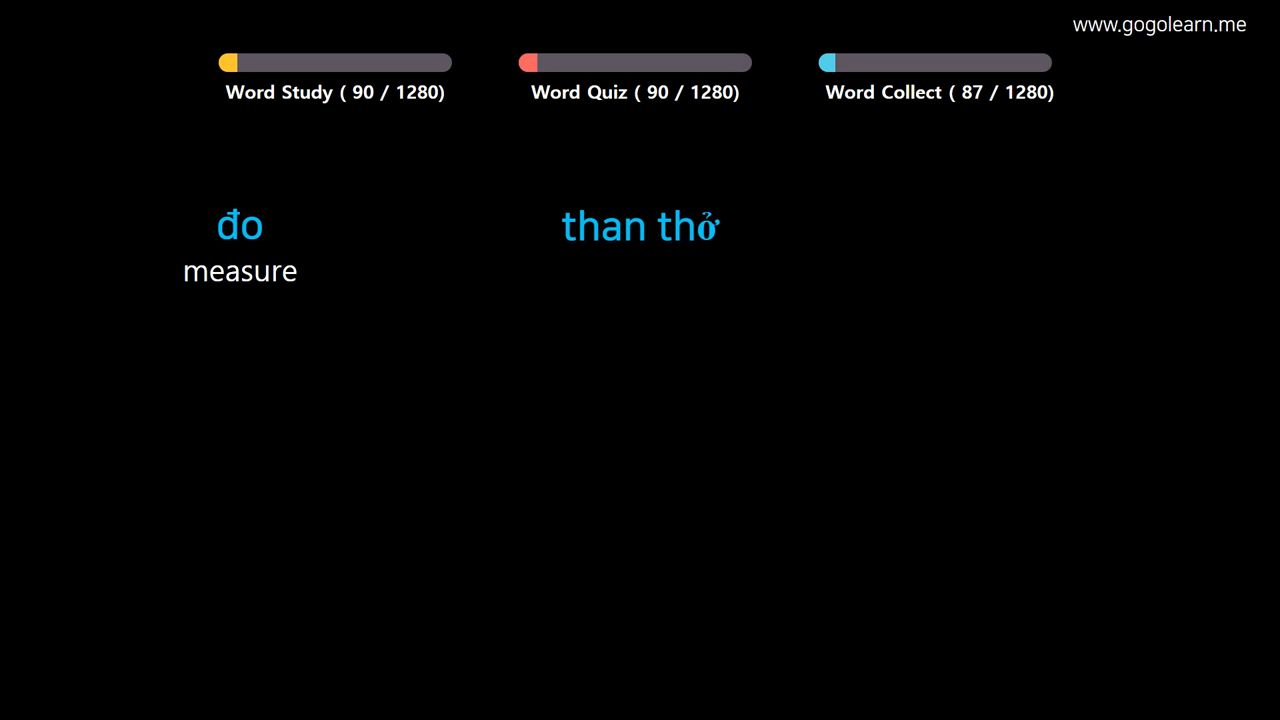 www.gogolearn.me
Word Study ( 90 / 1280)
Word Quiz ( 90 / 1280)
Word Collect ( 87 / 1280)
đo
than thở
measure